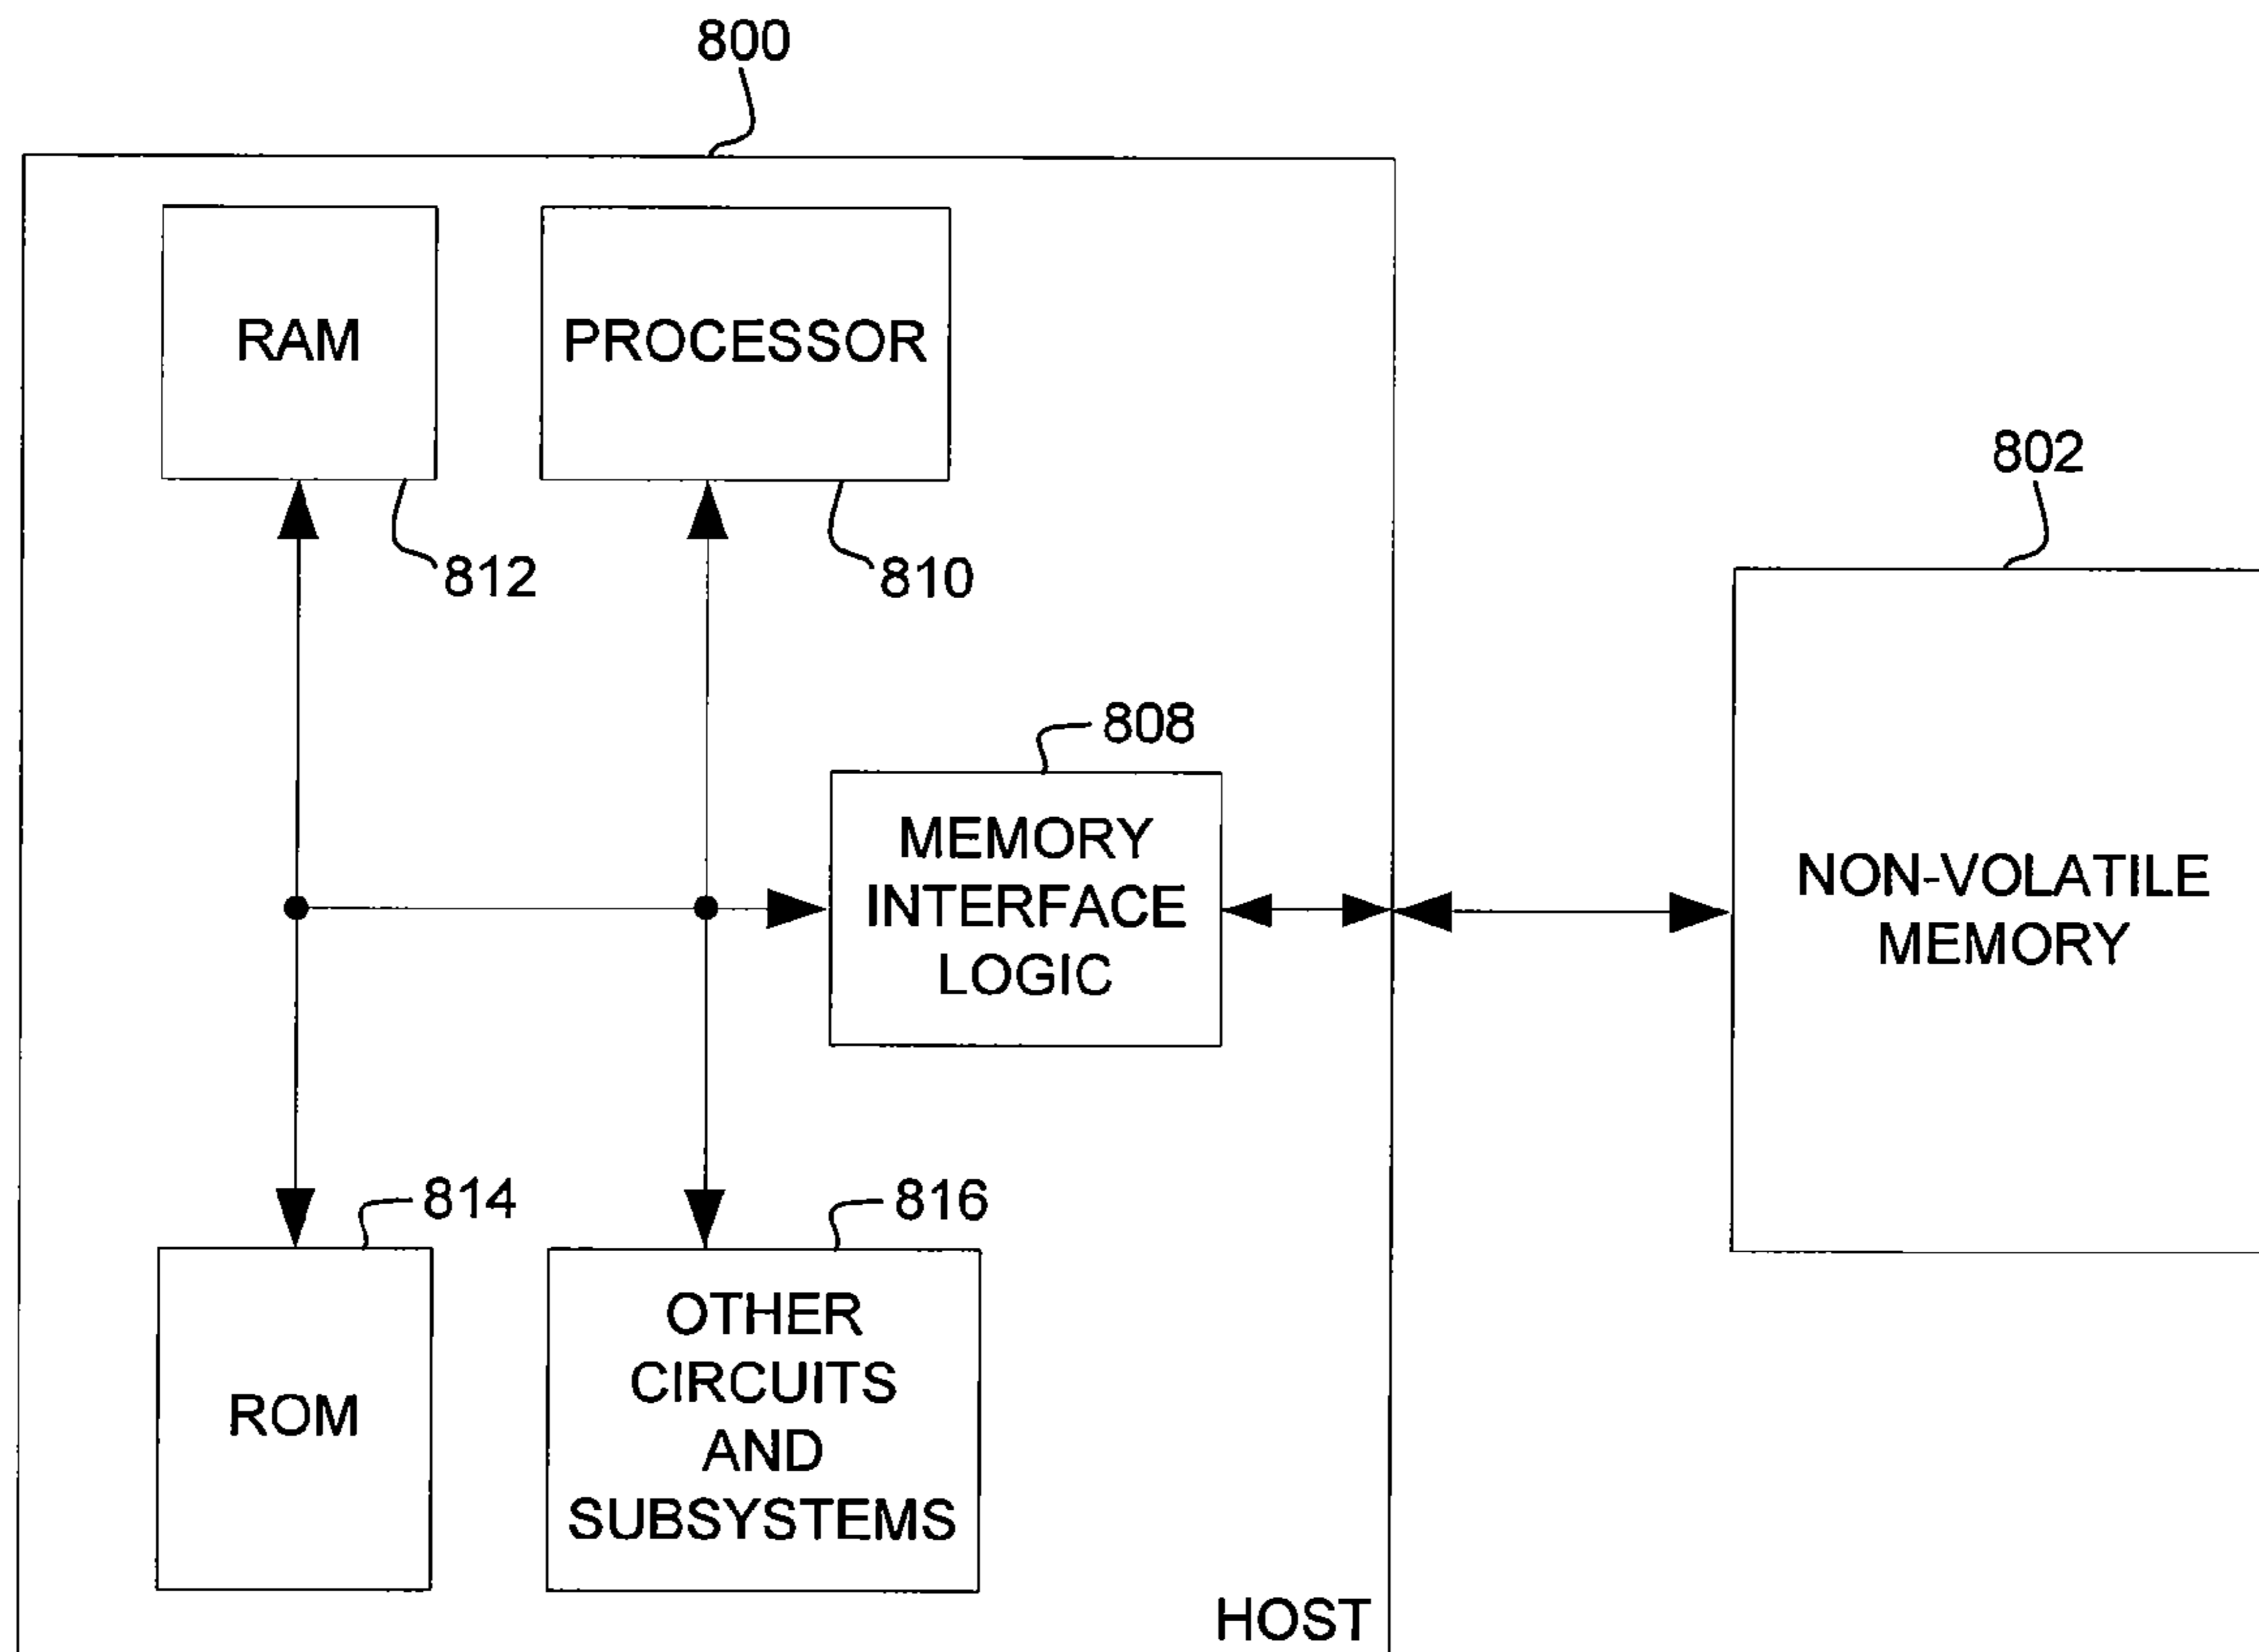 800
RAM
PROCESSOR
802
812
810
808
MEMORY
INTERFACE
LOGIC
NON-VOLATILE
MEMORY
814
816
ROM
OTHER
CIRCUITS
AND
SUBSYSTEMS
HOST